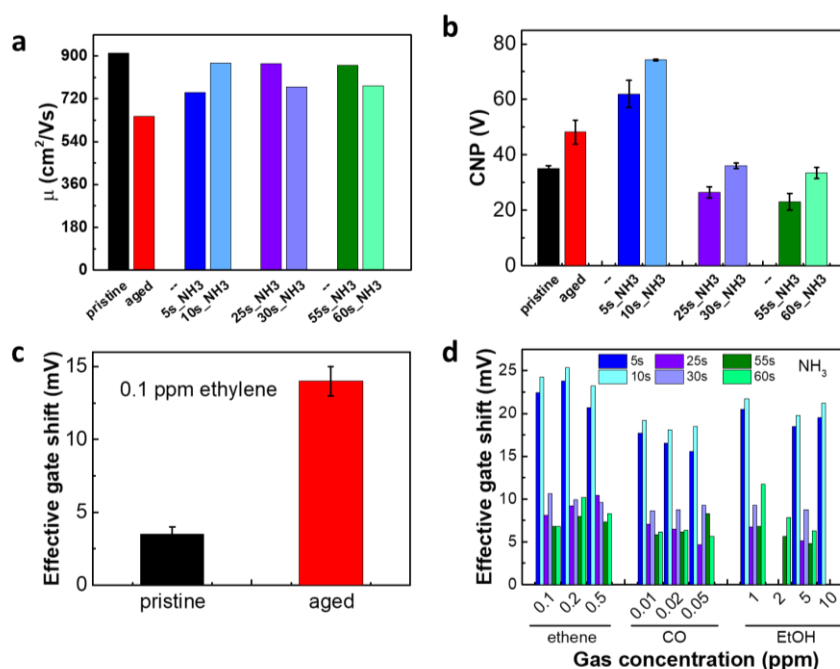 a
μ (cm²/Vs)
900
720
540
360
180
0
pristine
aged
--
5s_NH3
10s_NH3
25s_NH3
30s_NH3
--
55s_NH3
60s_NH3
b
CNP (V)
80
60
40
20
0
pristine
aged
--
5s_NH3
10s_NH3
25s_NH3
30s_NH3
--
55s_NH3
60s_NH3
c
Effective gate shift (mV)
15
10
5
0
0.1 ppm ethylene
pristine
aged
d
Effective gate shift (mV)
25
20
15
10
5
0
5s 25s 55s NH₃
10s 30s 60s
0.1 0.2 0.5 0.01 0.02 0.05 1 2 5 10
ethene CO EtOH
Gas concentration (ppm)